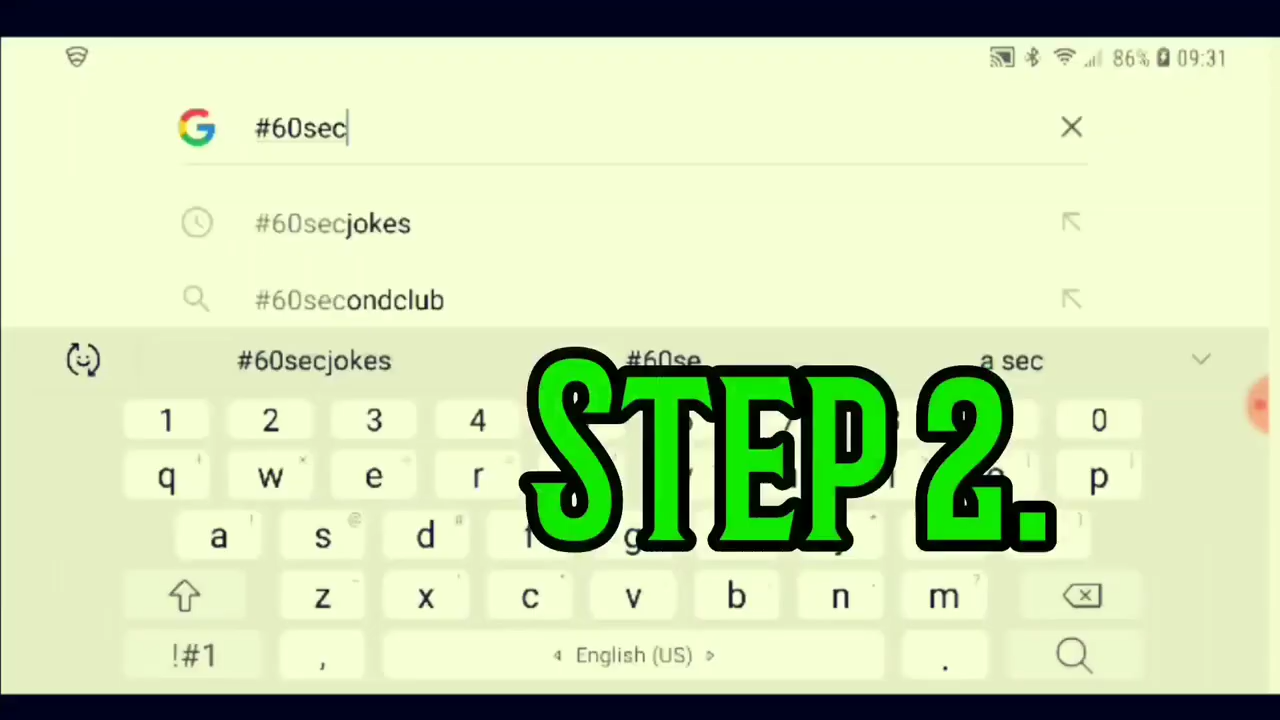 86% 09:31
#60sec
#60secjokes
#60secondclub
#60secjokes #60se a sec
1 2 3 4 0
q w e r p
a s d f g
STEP 2.
z x c v b n m
!#1 , English (US) .